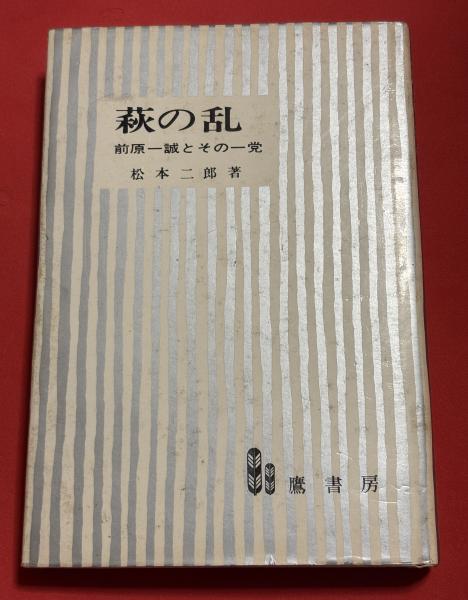 萩の乱
前原一誠とその一党
松本二郎著
鷹書房